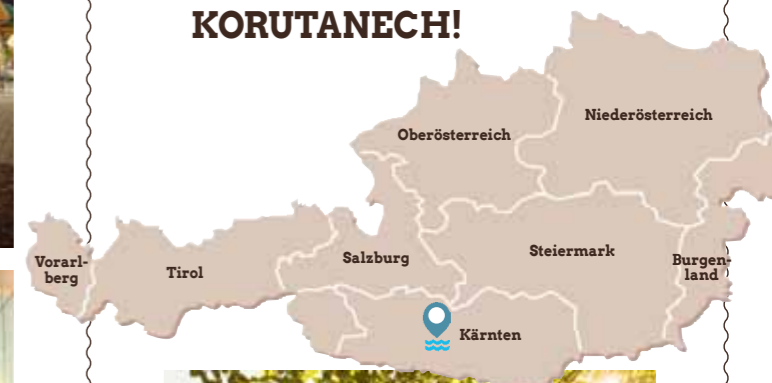 KORUTANECH!
Niederösterreich
Oberösterreich
Steiermark
Salzburg
Vorarl-
berg
Tirol
Burgen-
land
Kärnten